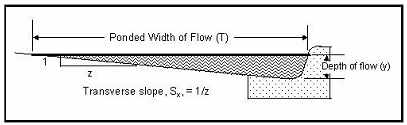 Ponded Width of Flow (T)
1
z
Depth of flow (y)
Transverse slope, Sx, = 1/z